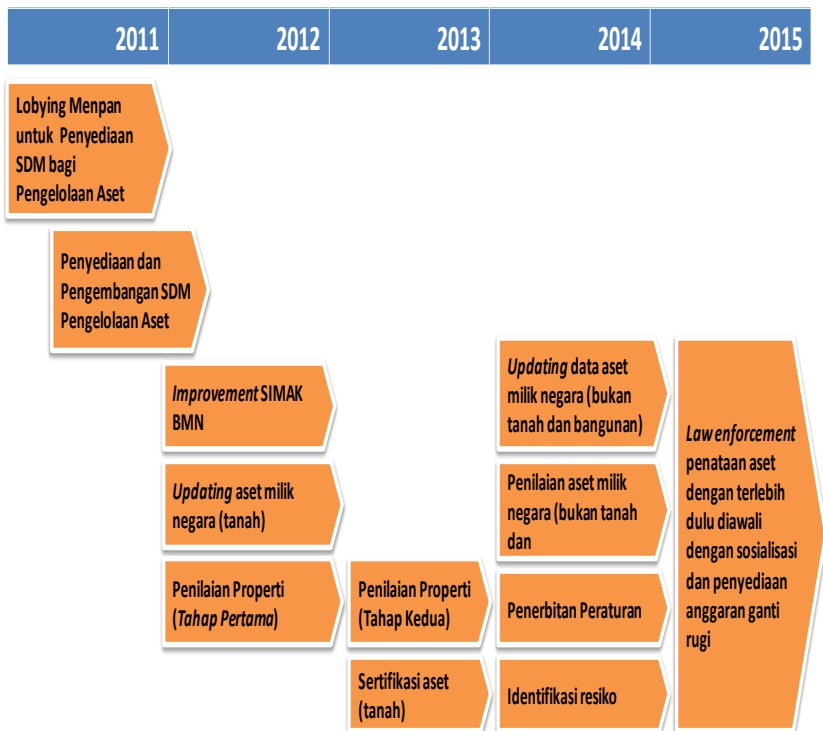 2011 2012 2013 2014 2015
Lobying Menpan
untuk Penyediaan
SDM bagi
Pengelolaan Aset
Penyediaan dan
Pengembangan SDM
Pengelolaan Aset
Improvement SIMAK
BMN
Updating aset milik
negara (tanah)
Penilaian Properti
(Tahap Pertama)
Penilaian Properti
(Tahap Kedua)
Sertifikasi aset
(tanah)
Updating data aset
milik negara (bukan
tanah dan bangunan)
Penilaian aset milik
negara (bukan tanah
dan
Penerbitan Peraturan
Identifikasi resiko
Law enforcement
penataan aset
dengan terlebih
dulu diawali
dengan sosialisasi
dan penyediaan
anggaran ganti
rugi